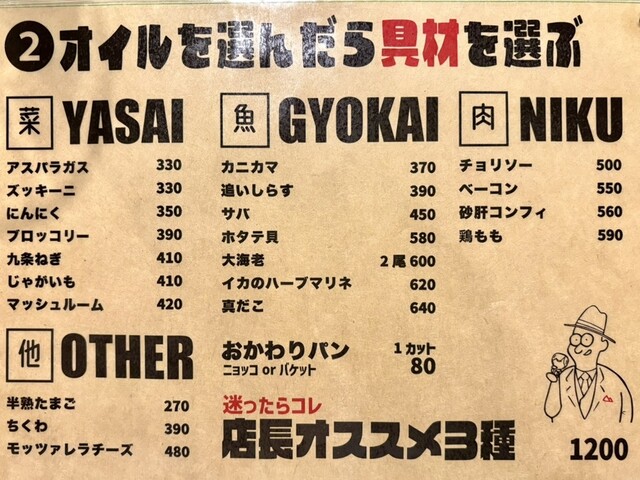 ②オイルを選んだら具材を選ぶ
菜 YASAI
アスパラガス 330
ズッキーニ 330
にんにく 350
ブロッコリー 390
九条ねぎ 410
じゃがいも 410
マッシュルーム 420
魚 GYOKAI
カニカマ 370
追いしらす 390
サバ 450
ホタテ貝 580
大海老 2尾600
イカのハーブマリネ 620
真だこ 640
肉 NIKU
チョリソー 500
ベーコン 550
砂肝コンフィ 560
鶏もも 590
他 OTHER
半熟たまご 270
ちくわ 390
モッツァレラチーズ 480
おかわりパン 1カット
ニョッコ or バケット 80
迷ったらコレ
店長オススメ3種 1200